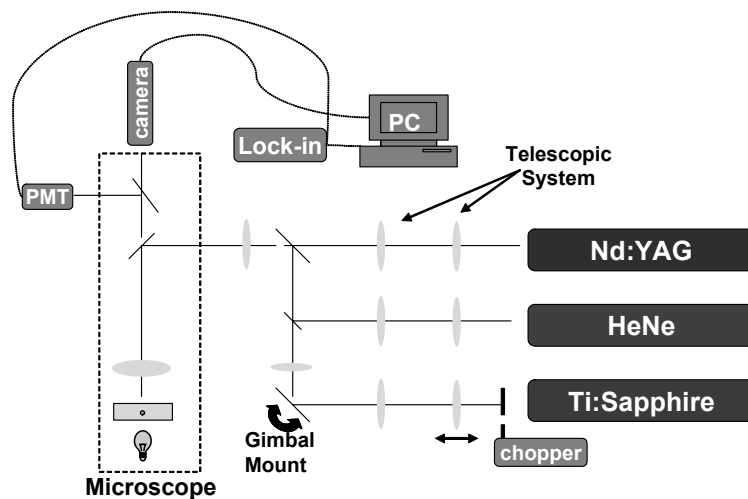 camera
PC
Lock-in
PMT
Telescopic
System
Nd:YAG
HeNe
Ti:Sapphire
Gimbal
Mount
chopper
Microscope